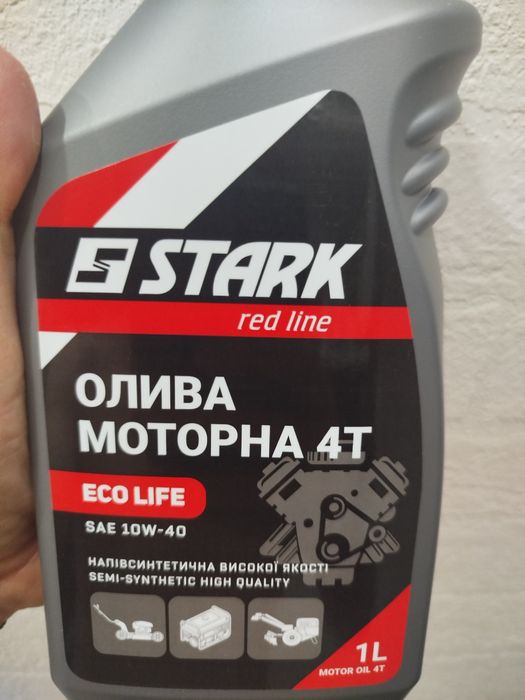 STARK
red line
ОЛИВА
МОТОРНА 4Т
ECO LIFE
SAE 10W-40
НАПІВСИНТЕТИЧНА ВИСОКОЇ ЯКОСТІ
SEMI-SYNTHETIC HIGH QUALITY
1L
MOTOR OIL 4T